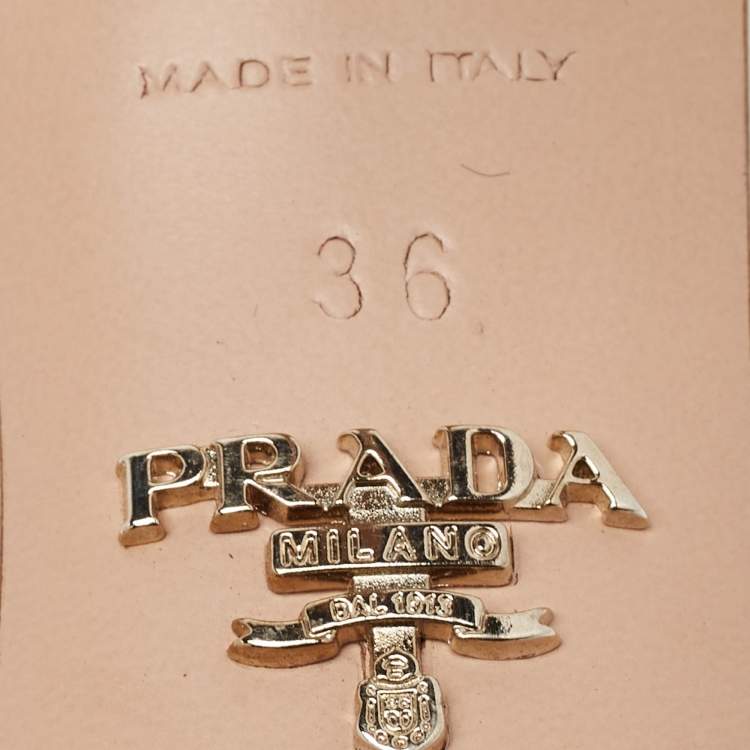 MADE IN ITALY
36
PRADA
MILANO
DAL 1913